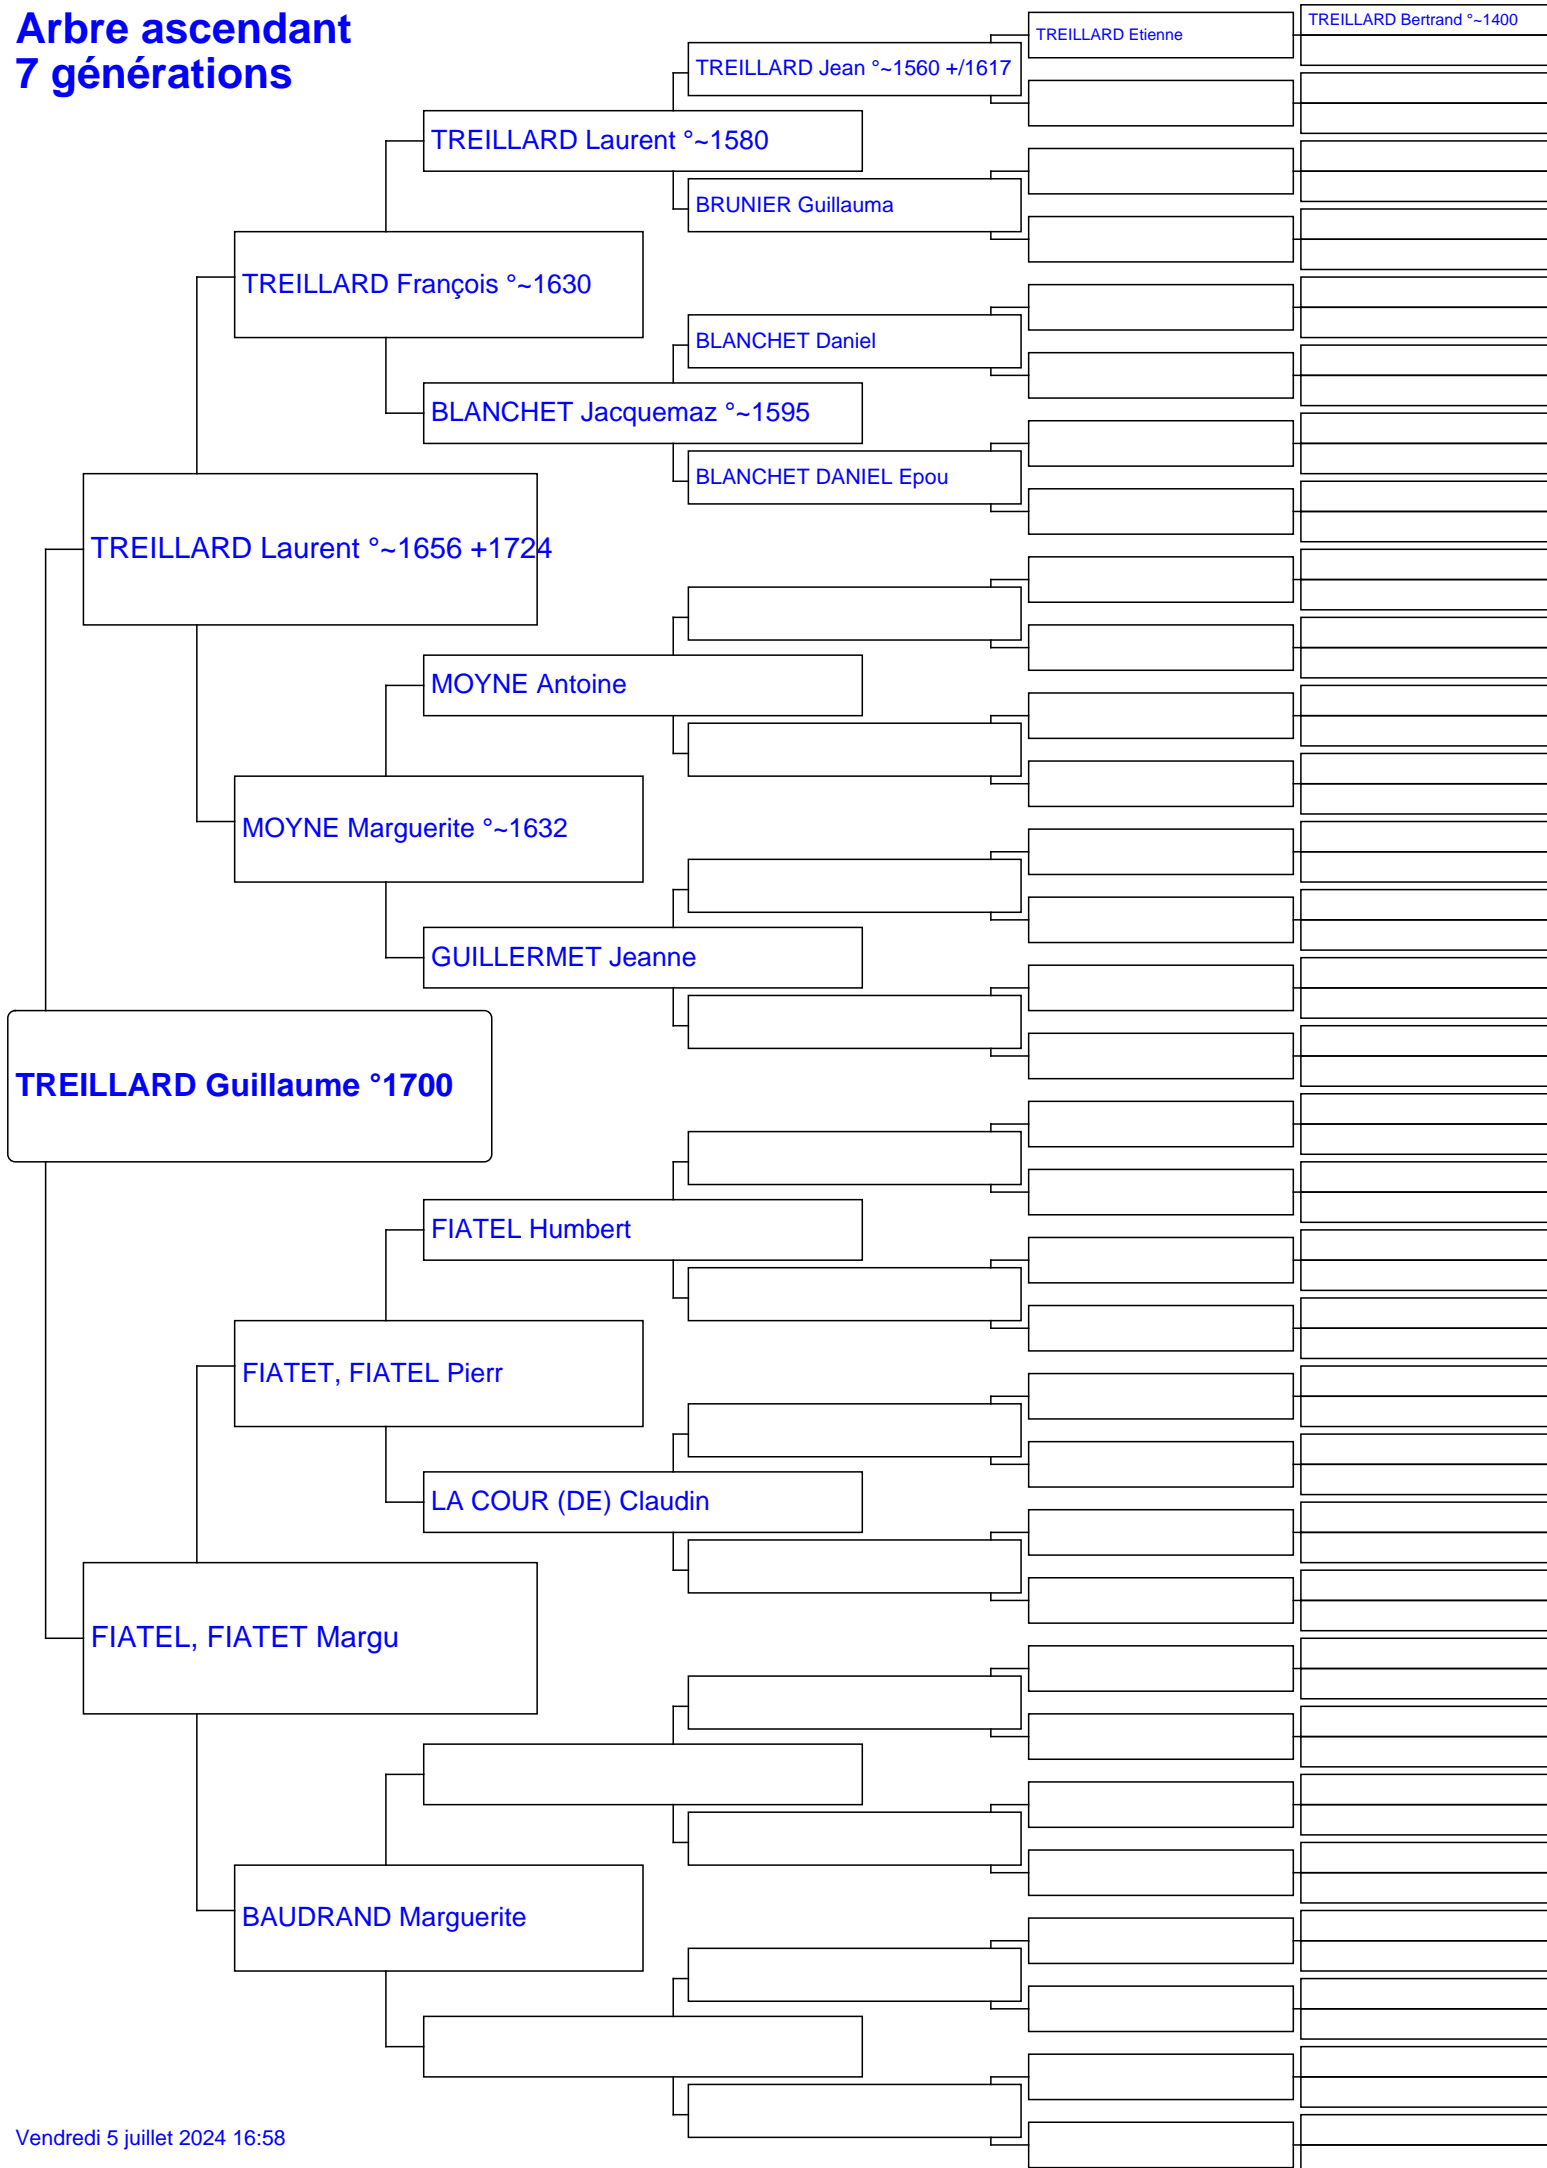 Arbre ascendant
7 générations
TREILLARD Bertrand °~1400
TREILLARD Etienne
TREILLARD Jean °~1560 +/1617
TREILLARD Laurent °~1580
BRUNIER Guillauma
TREILLARD François °~1630
BLANCHET Daniel
BLANCHET Jacquemaz °~1595
BLANCHET DANIEL Epou
TREILLARD Laurent °~1656 +1724
MOYNE Antoine
MOYNE Marguerite °~1632
GUILLERMET Jeanne
TREILLARD Guillaume °1700
FIATEL Humbert
FIATET, FIATEL Pierr
LA COUR (DE) Claudin
FIATEL, FIATET Margu
BAUDRAND Marguerite
Vendredi 5 juillet 2024 16:58